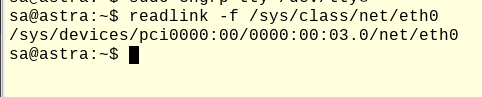 sa@astra:~$ readlink -f /sys/class/net/eth0
/sys/devices/pci0000:00/0000:00:03.0/net/eth0
sa@astra:~$